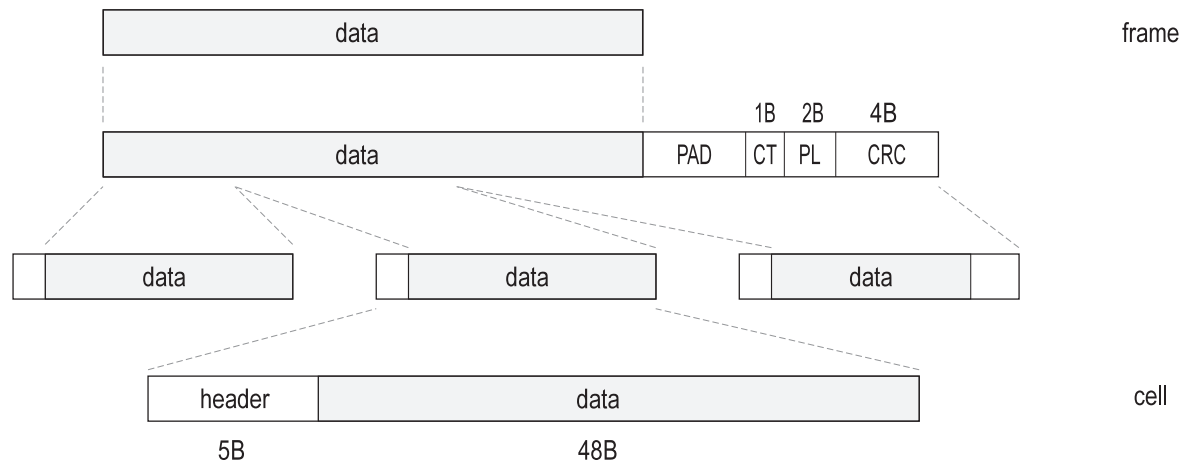 data frame
1B 2B 4B
data PAD CT PL CRC
data data data
header data cell
5B 48B